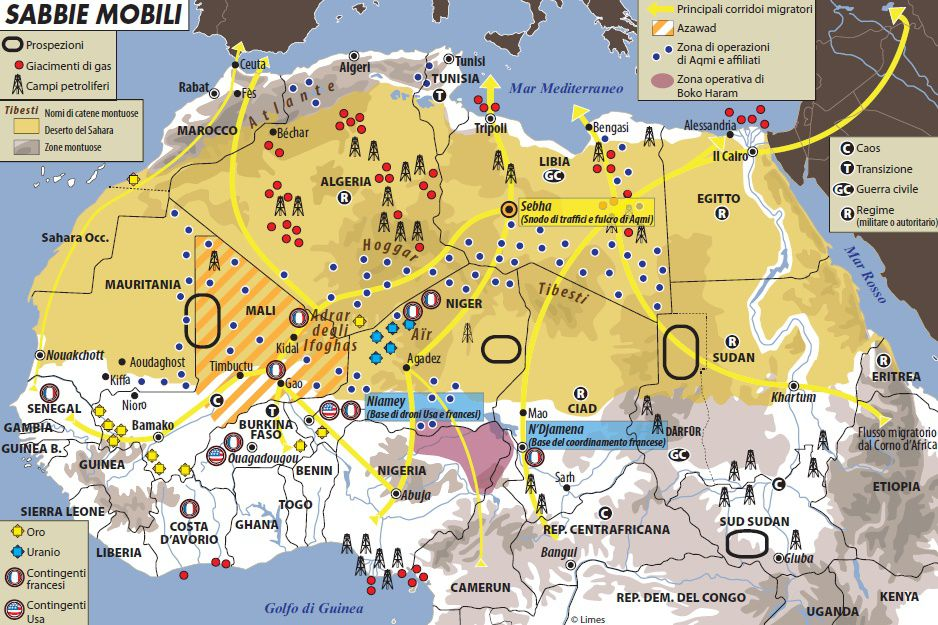 SABBIE MOBILI
Prospezioni
Giacimenti di gas
Campi petroliferi
Tibesti
Nomi di catene montuose
Deserto del Sahara
Zone montuose
Principali corridoi migratori
Azawad
Zona di operazioni
di Aqmi e affiliati
Zona operativa di
Boko Haram
C Caos
T Transizione
GC Guerra civile
R Regime
(militare o autoritario)
Ceuta
Rabat
Fès
Algeri
Tunisi
TUNISIA
T
Mar Mediterraneo
Atlante
MAROCCO
Béchar
Tripoli
Bengasi
Alessandria
Il Cairo
LIBIA
GC
ALGERIA
R
EGITTO
R
Sebha
(Snodo di traffici e fulcro di Aqmi)
Sahara Occ.
Hoggar
Mar Rosso
MAURITANIA
MALI
Adrar
degli
Ifoghas
NIGER
Tibesti
Aïr
Kidal
Agadez
Nouakchott
Aoudaghost
Kiffa
Timbuctu
Gao
Nioro
C
R
SUDAN
R
ERITREA
Khartum
SENEGAL
GAMBIA
GUINEA B.
Bamako
T
BURKINA
FASO
Niamey
(Base di droni Usa e francesi)
Mao
R
CIAD
N'Djamena
(Base del coordinamento francese)
DARFUR
GC
Flusso migratorio
dal Corno d'Africa
GUINEA
Ouagadougou
BENIN
NIGERIA
Abuja
Sarh
ETIOPIA
SIERRA LEONE
COSTA
D'AVORIO
GHANA
TOGO
C
REP. CENTRAFRICANA
C
SUD SUDAN
LIBERIA
Bangui
Giuba
CAMERUN
REP. DEM. DEL CONGO
KENYA
UGANDA
Golfo di Guinea
© Limes
Oro
Uranio
Contingenti
francesi
Contingenti
Usa